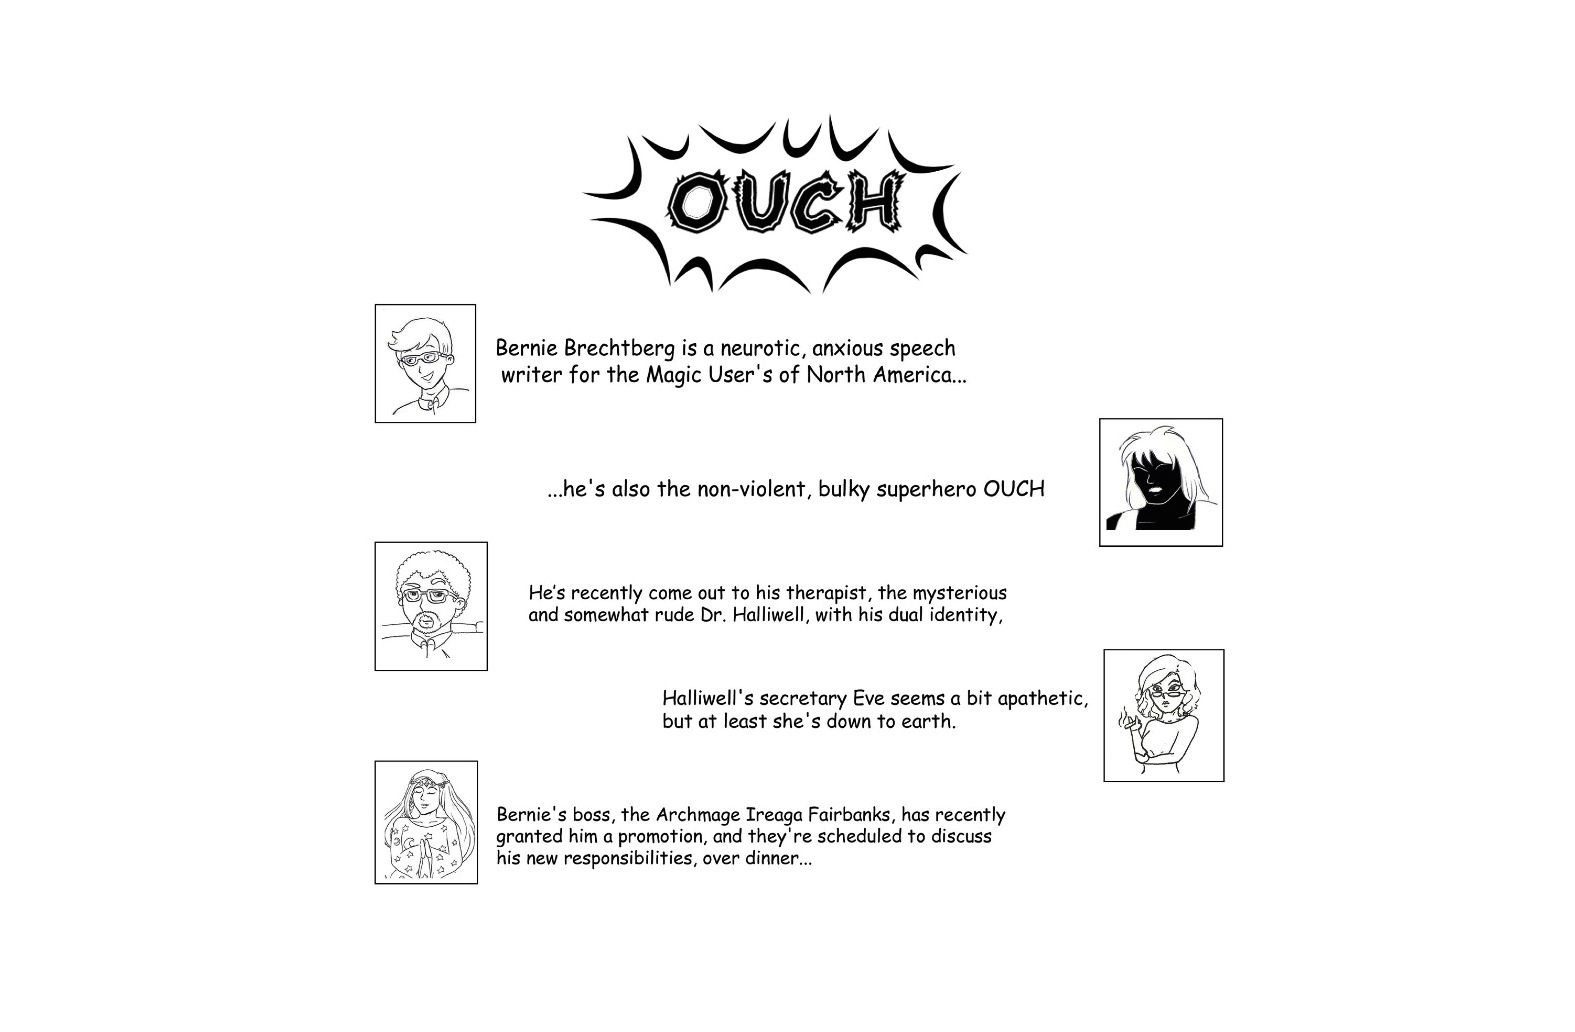 OUCH
Bernie Brechtberg is a neurotic, anxious speech
writer for the Magic User's of North America...
...he's also the non-violent, bulky superhero OUCH
He’s recently come out to his therapist, the mysterious
and somewhat rude Dr. Halliwell, with his dual identity,
Halliwell's secretary Eve seems a bit apathetic,
but at least she's down to earth.
Bernie's boss, the Archmage Ireaga Fairbanks, has recently
granted him a promotion, and they're scheduled to discuss
his new responsibilities, over dinner...